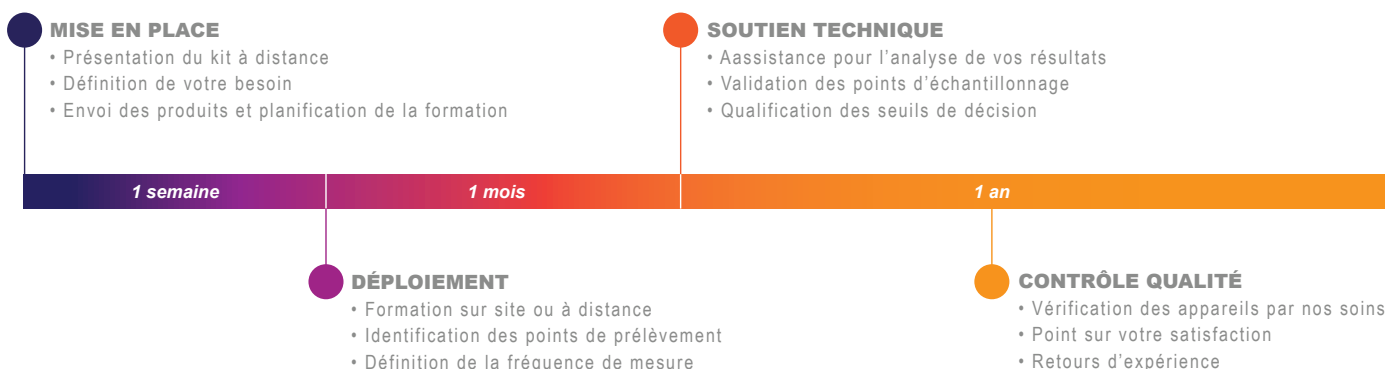 MISE EN PLACE
• Présentation du kit à distance
• Définition de votre besoin
• Envoi des produits et planification de la formation
SOUTIEN TECHNIQUE
• Aassistance pour l'analyse de vos résultats
• Validation des points d'échantillonnage
• Qualification des seuils de décision
1 semaine
1 mois
1 an
DÉPLOIEMENT
• Formation sur site ou à distance
• Identification des points de prélèvement
• Définition de la fréquence de mesure
CONTRÔLE QUALITÉ
• Vérification des appareils par nos soins
• Point sur votre satisfaction
• Retours d'expérience